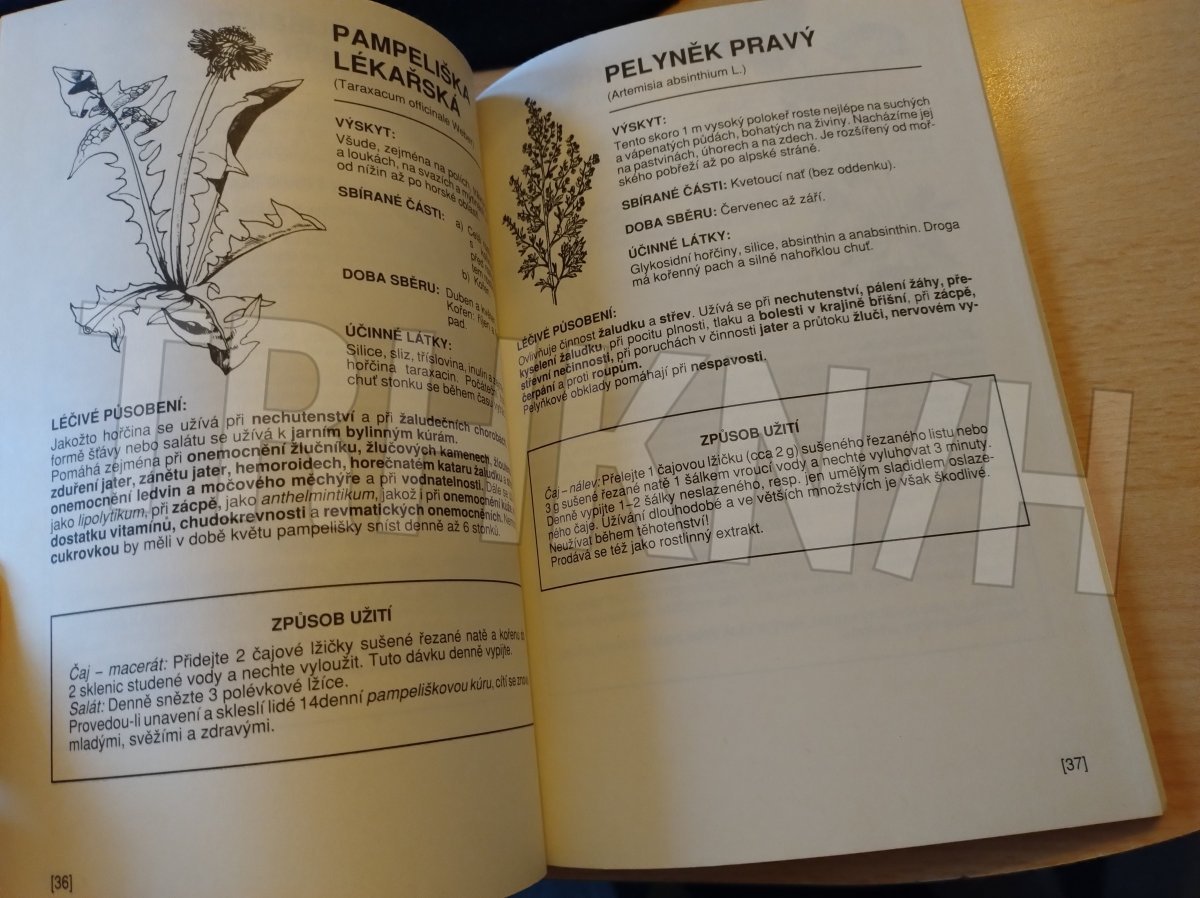 PAMPELIŠKA
LÉKAŘSKÁ
(Taraxacum officinale Weber)
VÝSKYT:
Všude, zejména na polích,
a loukách, na svazích a
od nížin až po horské
SBÍRANÉ ČÁSTI:
a)
s
před
tem
b) Kořen
DOBA SBĚRU: Duben a
Kořen: říjen a
pad.
ÚČINNÉ LÁTKY:
Silice, sliz, tříslovina, inulin a
hořčina taraxacin.
chuť stonku se během času
LÉČIVÉ PŮSOBENÍ:
Jakožto hořčina se užívá při nechutenství a při žaludečních
formě šťávy nebo salátu se užívá k jarním bylinným kúrám.
Pomáhá zejména při onemocnění žlučníku, žlučových kamenech,
zduření jater, zánětu jater, hemoroidech, horečnatém kataru žaludku a
onemocnění ledvin a močového měchýře a při vodnatelnosti. Dále se
jako lipolytikum, při zácpě, jako anthelmintikum, jakož i při onemocnění
dostatku vitamínů, chudokrevnosti a revmatických onemocněních.
cukrovkou by měli v době květu pampelišky sníst denně až 6 stonků.
ZPŮSOB UŽITÍ
Čaj – macerát: Přidejte 2 čajové lžičky sušené řezané natě a kořenů do
2 sklenic studené vody a nechte vyloužit. Tuto dávku denně vypijte.
Salát: Denně snězte 3 polévkové lžíce.
Provedou-li unavení a skleslí lidé 14denní pampeliškovou kúru, cítí se
mladými, svěžími a zdravými.
[36]
PELYNĚK PRAVÝ
(Artemisia absinthium L.)
VÝSKYT:
Tento skoro 1 m vysoký polokeř roste nejlépe na suchých
a vápenatých půdách, bohatých na živiny. Nacházíme jej
na pastvinách, úhorech a na zdech. Je rozšířený od moř-
ského pobřeží až po alpské stráně.
SBÍRANÉ ČÁSTI: Kvetoucí nať (bez oddenku).
DOBA SBĚRU: Červenec až září.
ÚČINNÉ LÁTKY:
Glykosidní hořčiny, silice, absinthin a anabsinthin. Droga
má kořenný pach a silně nahořklou chuť.
LÉČIVÉ PŮSOBENÍ:
Ovlivňuje činnost žaludku a střev. Užívá se při nechutenství, pálení žáhy, pře-
kyselení žaludku, při pocitu plnosti, tlaku a bolesti v krajině břišní, při zácpě,
střevní nečinnosti, při poruchách v činnosti jater a průtoku žluči, nervovém vy-
čerpání a proti roupům.
Pelyňkové obklady pomáhají při nespavosti.
ZPŮSOB UŽITÍ
Čaj – nálev: Přelejte 1 čajovou lžičku (cca 2 g) sušeného řezaného listu nebo
3 g sušené řezané natě 1 šálkem vroucí vody a nechte vyluhovat 3 minuty.
Denně vypijte 1–2 šálky neslazeného, resp. jen umělým sladidlem oslaze-
ného čaje. Užívání dlouhodobé a ve větších množstvích je však škodlivé.
Neužívat během těhotenství!
Prodává se též jako rostlinný extrakt.
[37]